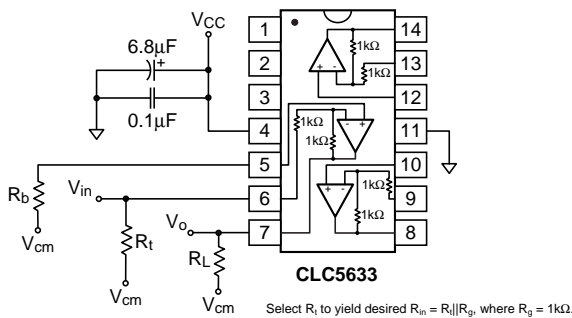 VCC
6.8µF
+
0.1µF
1
2
3
4
5
6
7
14
13
12
11
10
9
8
1kΩ
1kΩ
+ -
1kΩ
1kΩ
- +
1kΩ
1kΩ
+ -
Rb
Vcm
Vin
Rt
Vcm
Vo
RL
Vcm
CLC5633
Select Rt to yield desired Rin = Rt||Rg, where Rg = 1kΩ.